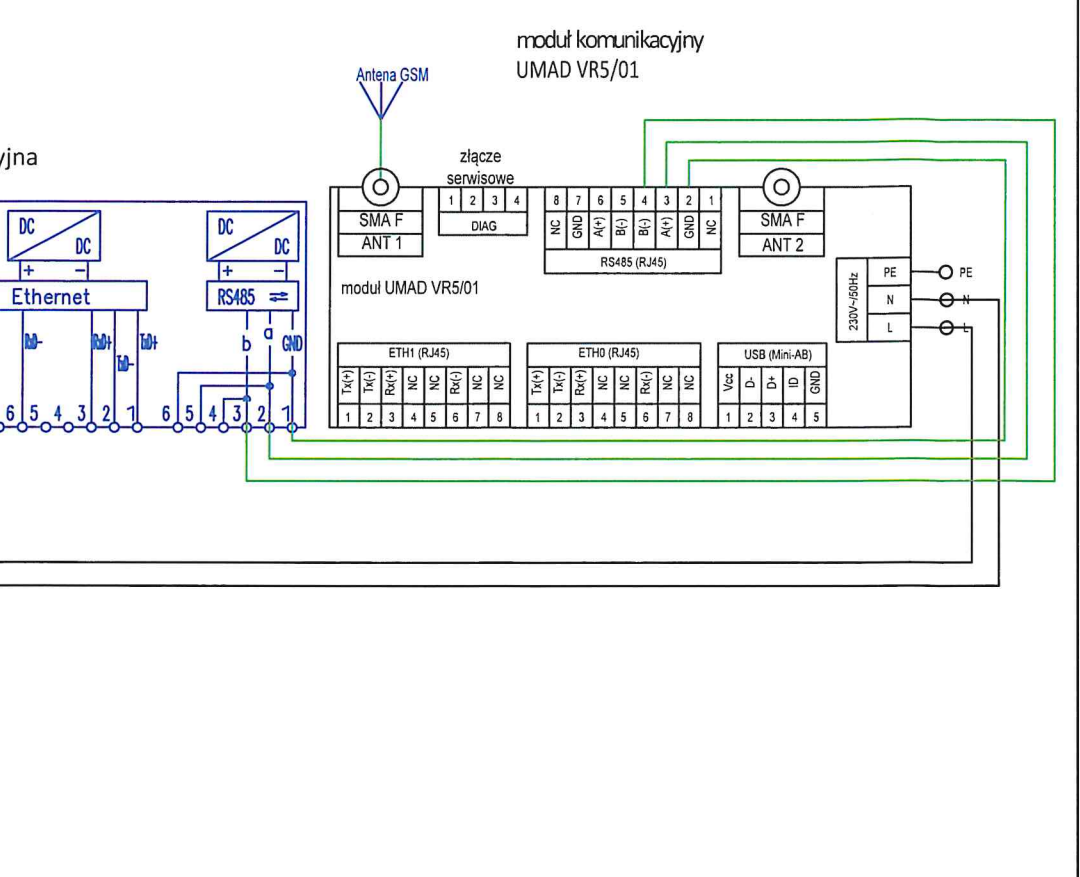 moduł komunikacyjny
UMAD VR5/01
Antena GSM
yjna
złącze
serwisowe
DC
DC
+ −
Ethernet
RxD- RxD+ TxD- TxD+
6 5 4 3 2 1
DC
DC
+ −
RS485 ⇄
b a GND
6 5 4 3 2 1
SMA F
ANT 1
1 2 3 4
DIAG
8 7 6 5 4 3 2 1
NC GND A(+) B(-) B(-) A(+) GND NC
RS485 (RJ45)
SMA F
ANT 2
moduł UMAD VR5/01
230V~/50Hz
PE PE
N N
L L
ETH1 (RJ45)
Tx(+) Tx(-) Rx(+) NC NC Rx(-) NC NC
1 2 3 4 5 6 7 8
ETH0 (RJ45)
Tx(+) Tx(-) Rx(+) NC NC Rx(-) NC NC
1 2 3 4 5 6 7 8
USB (Mini-AB)
Vcc D- D+ ID GND
1 2 3 4 5